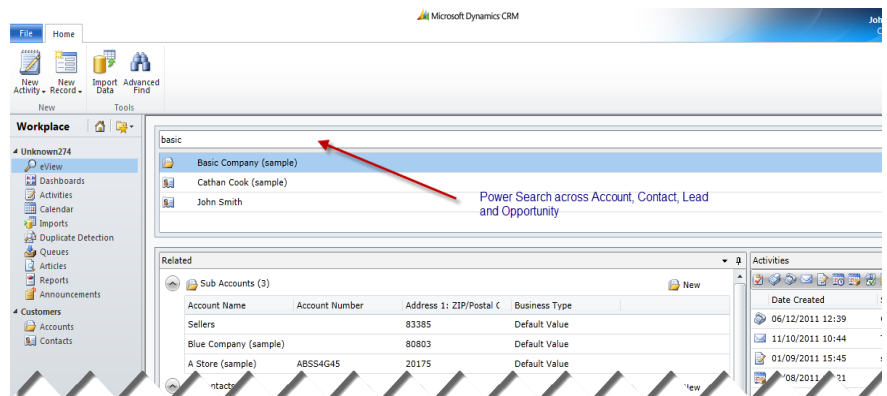 Microsoft Dynamics CRM
File Home
New Activity New Record Import Data Advanced Find
New Tools
Workplace
Unknown274
eView
Dashboards
Activities
Calendar
Imports
Duplicate Detection
Queues
Articles
Reports
Announcements
Customers
Accounts
Contacts
basic
Basic Company (sample)
Cathan Cook (sample)
John Smith
Power Search across Account, Contact, Lead
and Opportunity
Related
Sub Accounts (3) New
Account Name Account Number Address 1: ZIP/Postal C Business Type
Sellers 83385 Default Value
Blue Company (sample) 80803 Default Value
A Store (sample) ABSS4G45 20175 Default Value
Activities
Date Created
06/12/2011 12:39
11/10/2011 10:44
01/09/2011 15:45